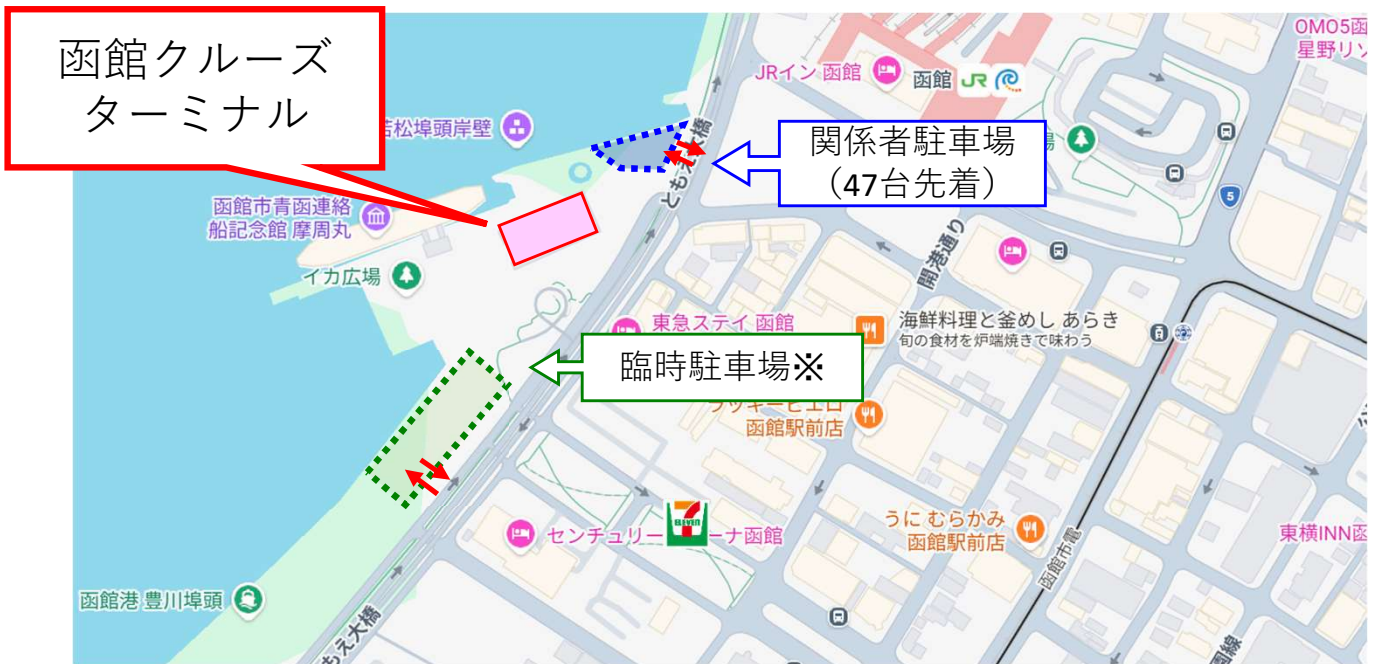 函館クルーズ
ターミナル
OMO5函
星野リ
JRイン 函館
函館
JR
松埠頭岸壁
ともえ大橋
関係者駐車場
（47台先着）
場
5
函館市青函連絡
船記念館 摩周丸
イカ広場
開港通り
東急ステイ 函館
海鮮料理と釜めし あらき
旬の食材を炉端焼きで味わう
臨時駐車場※
ラッキーピエロ
函館駅前店
7
ELEVEN
センチュリー
ーナ函館
うに むらかみ
函館駅前店
函館市電
東横INN函
函館港 豊川埠頭
もえ大橋